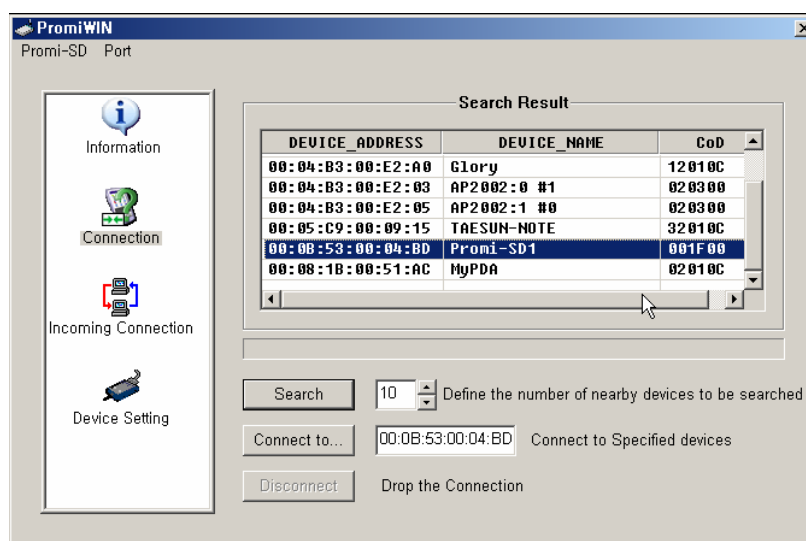 PromiWIN
Promi-SD Port
Information
Connection
Incoming Connection
Device Setting
Search Result
DEVICE_ADDRESS DEVICE_NAME CoD
00:04:B3:00:E2:A0 Glory 12010C
00:04:B3:00:E2:03 AP2002:0 #1 020300
00:04:B3:00:E2:05 AP2002:1 #0 020300
00:05:C9:00:09:15 TAESUN-NOTE 32010C
00:0B:53:00:04:BD Promi-SD1 001F00
00:08:1B:00:51:AC MyPDA 02010C
Search 10 Define the number of nearby devices to be searched
Connect to... 00:0B:53:00:04:BD Connect to Specified devices
Disconnect Drop the Connection